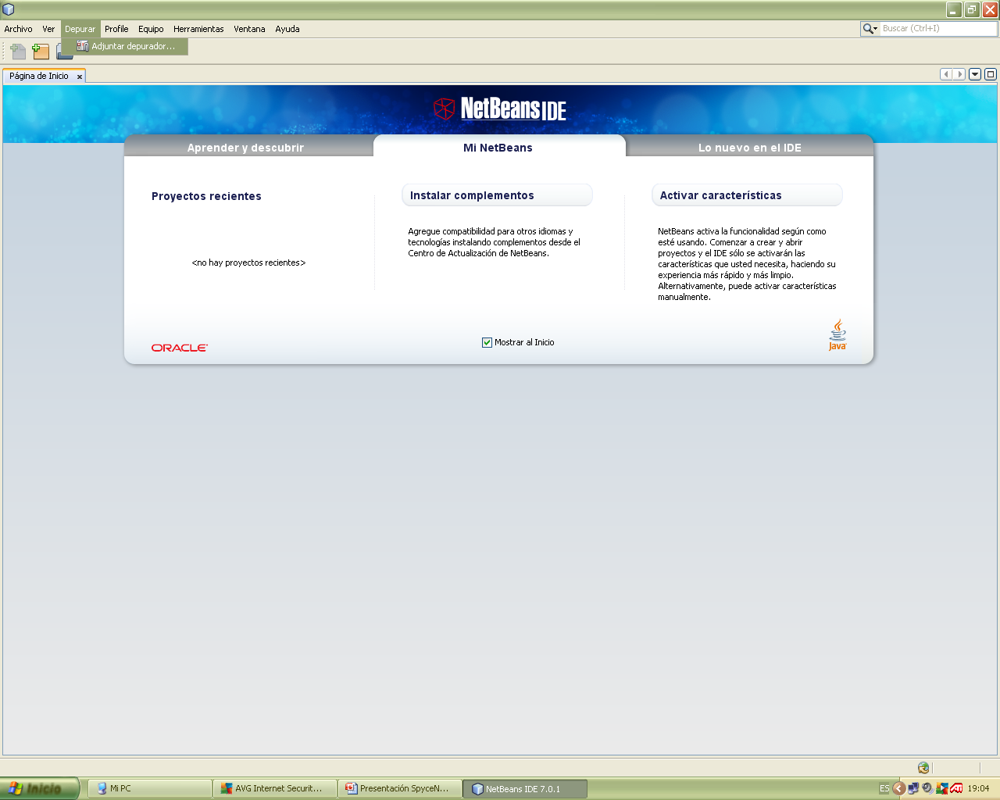 Archivo Ver Depurar Profile Equipo Herramientas Ventana Ayuda
Buscar (Ctrl+I)
Adjuntar depurador...
Página de Inicio
NetBeans IDE
Aprender y descubrir
Mi NetBeans
Lo nuevo en el IDE
Proyectos recientes
<no hay proyectos recientes>
Instalar complementos
Agregue compatibilidad para otros idiomas y
tecnologías instalando complementos desde el
Centro de Actualización de NetBeans.
Activar características
NetBeans activa la funcionalidad según como
esté usando. Comenzar a crear y abrir
proyectos y el IDE sólo se activarán las
características que usted necesita, haciendo su
experiencia más rápido y más limpio.
Alternativamente, puede activar características
manualmente.
ORACLE
Mostrar al Inicio
Java
Inicio
Mi PC
AVG Internet Securit...
Presentación SpyceN...
NetBeans IDE 7.0.1
ES
19:04